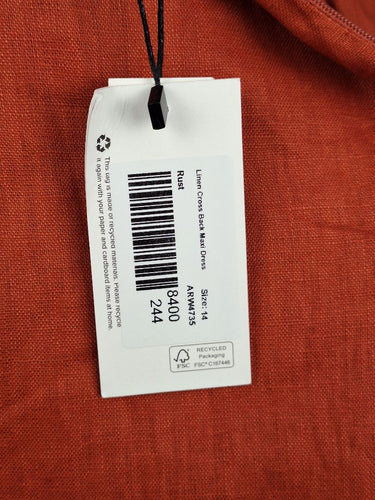 Linen Cross Back Maxi Dress Size: 14
Rust ARW4735
8400
244
This tag is made of recycled materials. Please recycle
it again with your paper and cardboard items at home.
FSC
RECYCLED
Packaging
FSC® C167446